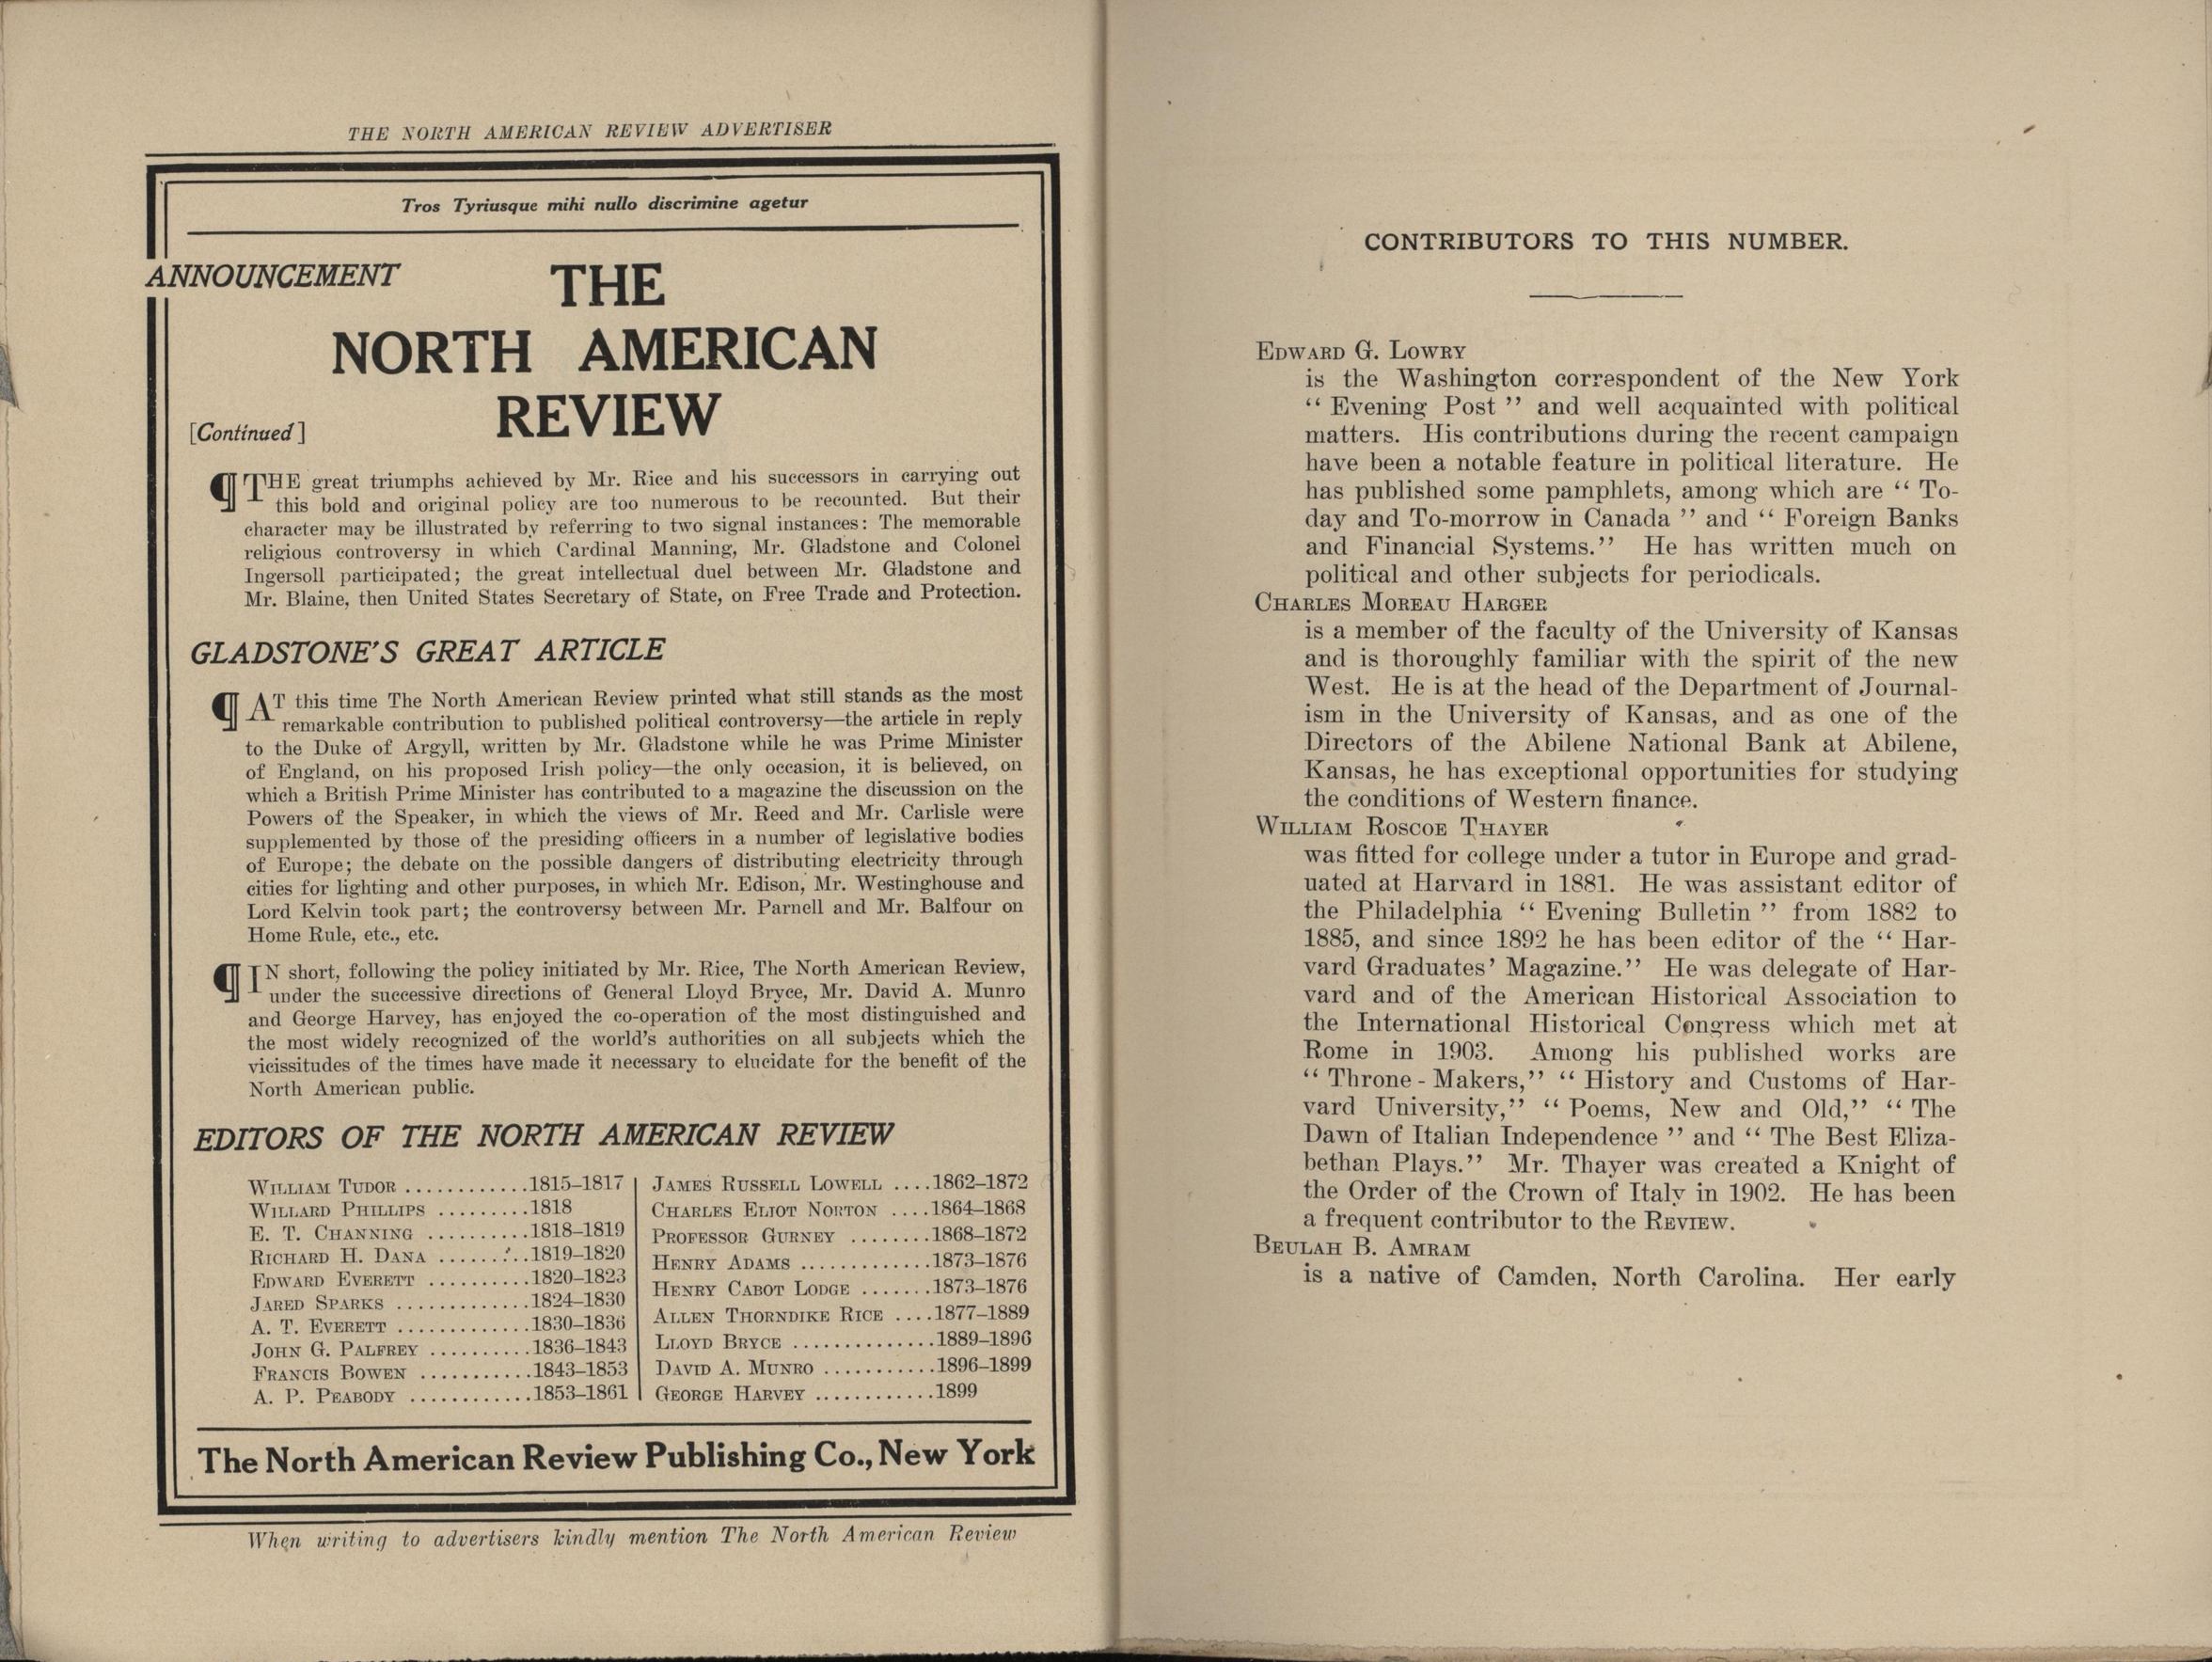 THE NORTH AMERICAN REVIEW ADVERTISER
Tros Tyriusque mihi nullo discrimine agetur
ANNOUNCEMENT
THE
NORTH AMERICAN
REVIEW
[Continued]
¶ THE great triumphs achieved by Mr. Rice and his successors in carrying out
this bold and original policy are too numerous to be recounted. But their
character may be illustrated by referring to two signal instances: The memorable
religious controversy in which Cardinal Manning, Mr. Gladstone and Colonel
Ingersoll participated; the great intellectual duel between Mr. Gladstone and
Mr. Blaine, then United States Secretary of State, on Free Trade and Protection.
GLADSTONE'S GREAT ARTICLE
¶ AT this time The North American Review printed what still stands as the most
remarkable contribution to published political controversy—the article in reply
to the Duke of Argyll, written by Mr. Gladstone while he was Prime Minister
of England, on his proposed Irish policy—the only occasion, it is believed, on
which a British Prime Minister has contributed to a magazine the discussion on the
Powers of the Speaker, in which the views of Mr. Reed and Mr. Carlisle were
supplemented by those of the presiding officers in a number of legislative bodies
of Europe; the debate on the possible dangers of distributing electricity through
cities for lighting and other purposes, in which Mr. Edison, Mr. Westinghouse and
Lord Kelvin took part; the controversy between Mr. Parnell and Mr. Balfour on
Home Rule, etc., etc.
¶ IN short, following the policy initiated by Mr. Rice, The North American Review,
under the successive directions of General Lloyd Bryce, Mr. David A. Munro
and George Harvey, has enjoyed the co-operation of the most distinguished and
the most widely recognized of the world's authorities on all subjects which the
vicissitudes of the times have made it necessary to elucidate for the benefit of the
North American public.
EDITORS OF THE NORTH AMERICAN REVIEW
WILLIAM TUDOR ............1815–1817
WILLARD PHILLIPS .........1818
E. T. CHANNING ..........1818–1819
RICHARD H. DANA .........1819–1820
EDWARD EVERETT ..........1820–1823
JARED SPARKS .............1824–1830
A. T. EVERETT .............1830–1836
JOHN G. PALFREY ..........1836–1843
FRANCIS BOWEN ...........1843–1853
A. P. PEABODY ............1853–1861
JAMES RUSSELL LOWELL ....1862–1872
CHARLES ELIOT NORTON ....1864–1868
PROFESSOR GURNEY ........1868–1872
HENRY ADAMS .............1873–1876
HENRY CABOT LODGE .......1873–1876
ALLEN THORNDIKE RICE ....1877–1889
LLOYD BRYCE ..............1889–1896
DAVID A. MUNRO ...........1896–1899
GEORGE HARVEY ............1899
The North American Review Publishing Co., New York
When writing to advertisers kindly mention The North American Review
CONTRIBUTORS TO THIS NUMBER.
EDWARD G. LOWRY
is the Washington correspondent of the New York
“ Evening Post ” and well acquainted with political
matters. His contributions during the recent campaign
have been a notable feature in political literature. He
has published some pamphlets, among which are “ To-
day and To-morrow in Canada ” and “ Foreign Banks
and Financial Systems.” He has written much on
political and other subjects for periodicals.
CHARLES MOREAU HARGER
is a member of the faculty of the University of Kansas
and is thoroughly familiar with the spirit of the new
West. He is at the head of the Department of Journal-
ism in the University of Kansas, and as one of the
Directors of the Abilene National Bank at Abilene,
Kansas, he has exceptional opportunities for studying
the conditions of Western finance.
WILLIAM ROSCOE THAYER
was fitted for college under a tutor in Europe and grad-
uated at Harvard in 1881. He was assistant editor of
the Philadelphia “ Evening Bulletin ” from 1882 to
1885, and since 1892 he has been editor of the “ Har-
vard Graduates’ Magazine.” He was delegate of Har-
vard and of the American Historical Association to
the International Historical Congress which met at
Rome in 1903. Among his published works are
“ Throne - Makers,” “ History and Customs of Har-
vard University,” “ Poems, New and Old,” “ The
Dawn of Italian Independence ” and “ The Best Eliza-
bethan Plays.” Mr. Thayer was created a Knight of
the Order of the Crown of Italy in 1902. He has been
a frequent contributor to the REVIEW.
BEULAH B. AMRAM
is a native of Camden, North Carolina. Her early